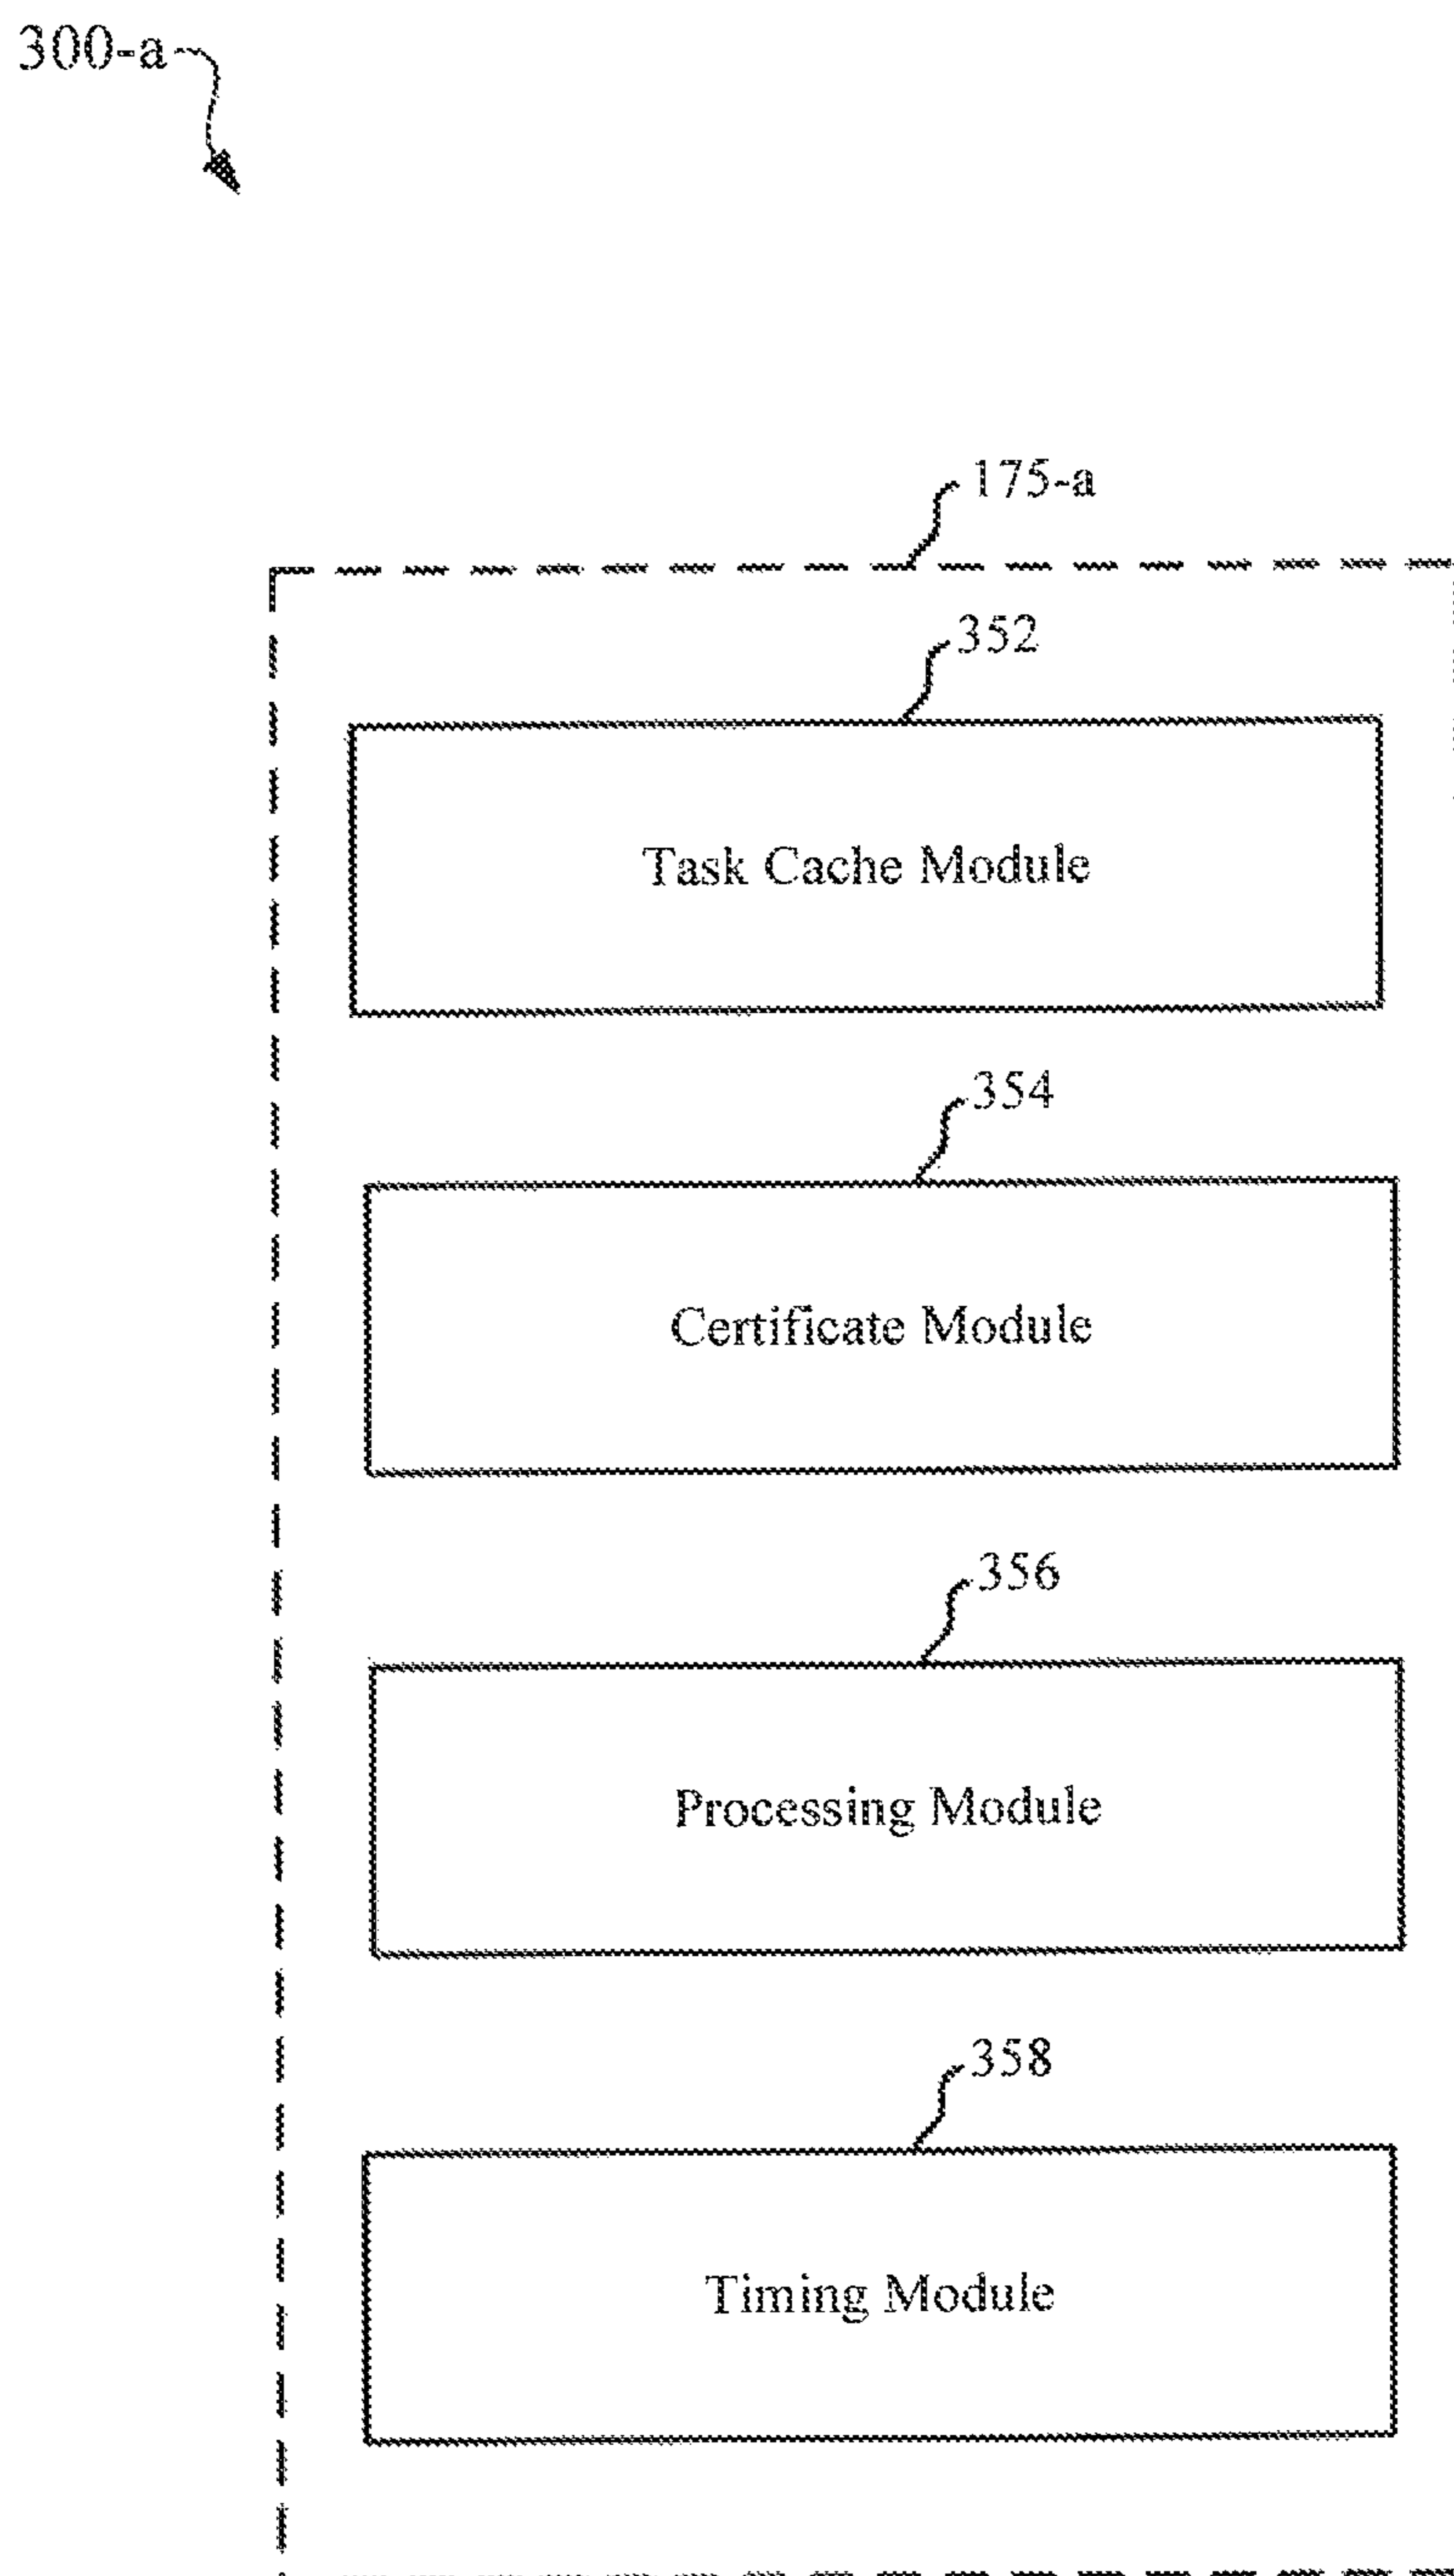 300-a
175-a
352
Task Cache Module
354
Certificate Module
356
Processing Module
358
Timing Module